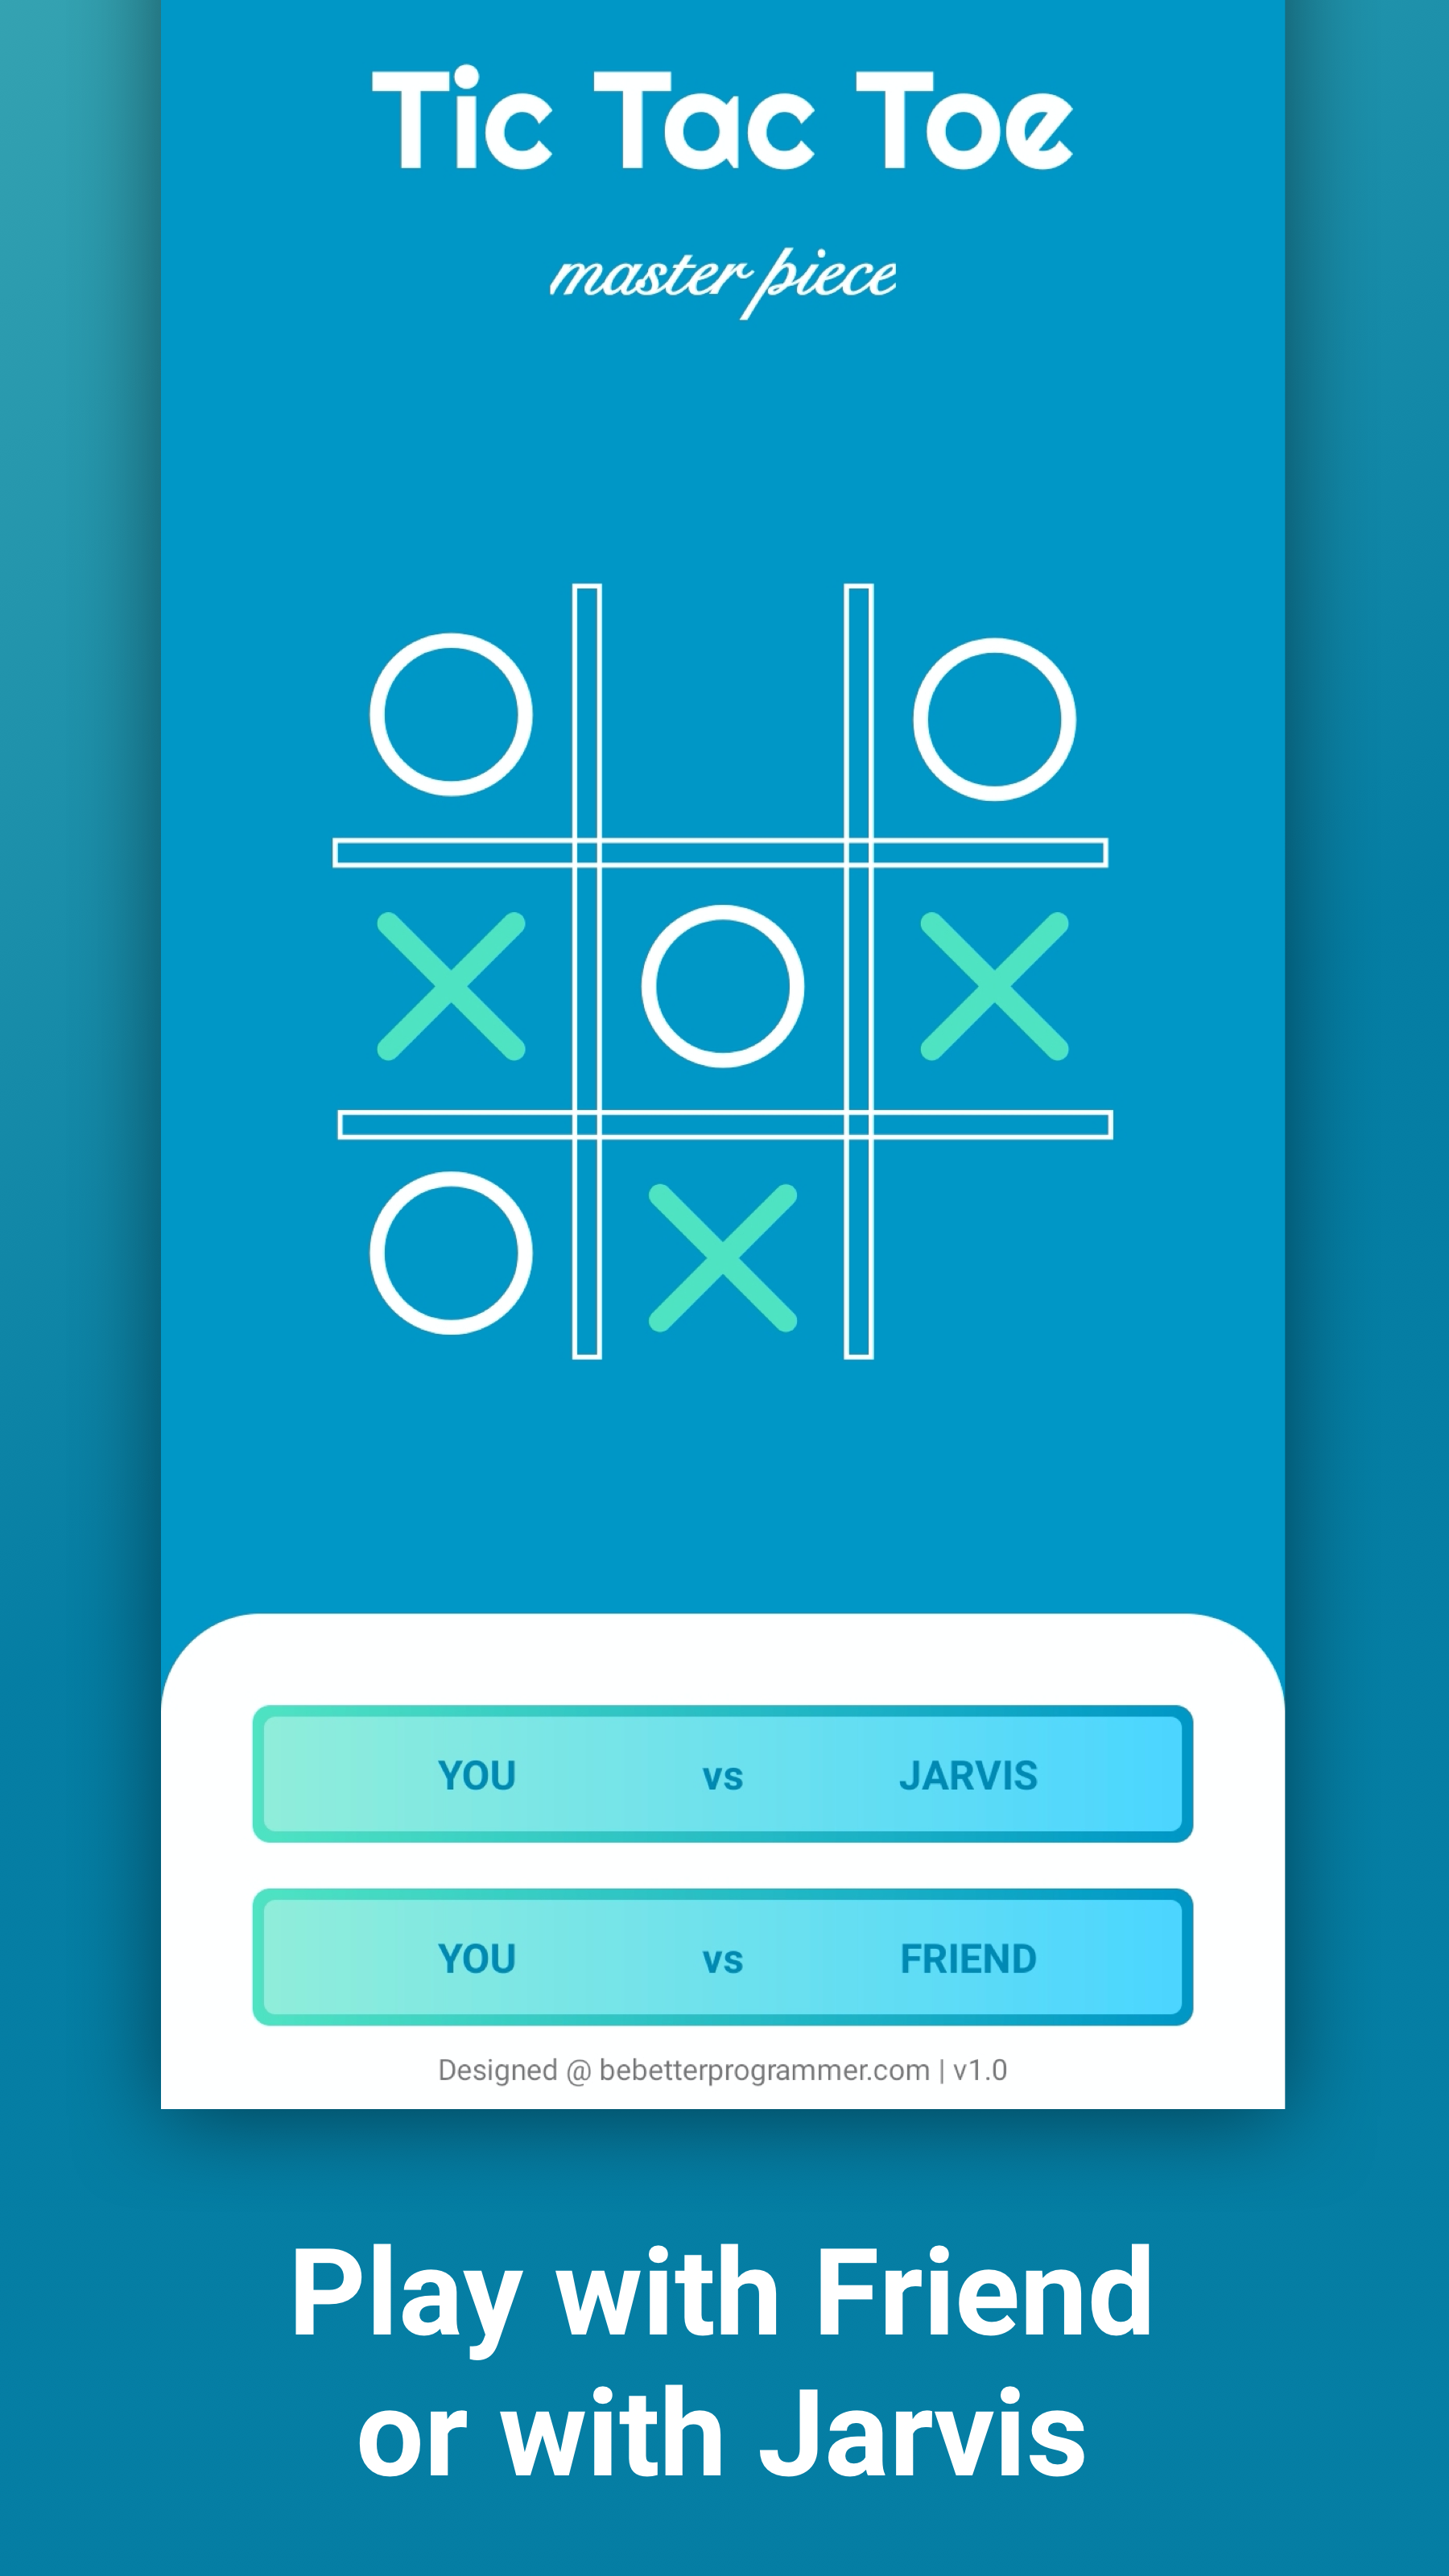 Tic Tac Toe
master piece
YOU vs JARVIS
YOU vs FRIEND
Designed @ bebetterprogrammer.com | v1.0
Play with Friend
or with Jarvis